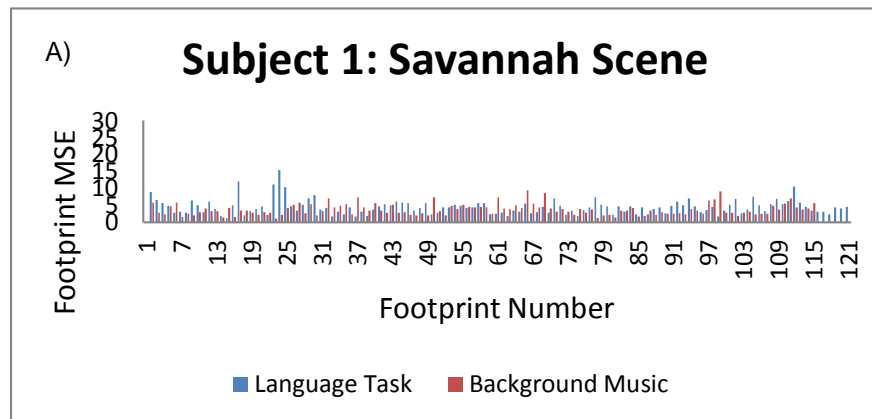 A)
Subject 1: Savannah Scene
Footprint MSE
30
25
20
15
10
5
0
1 7 13 19 25 31 37 43 49 55 61 67 73 79 85 91 97 103 109 115 121
Footprint Number
Language Task Background Music